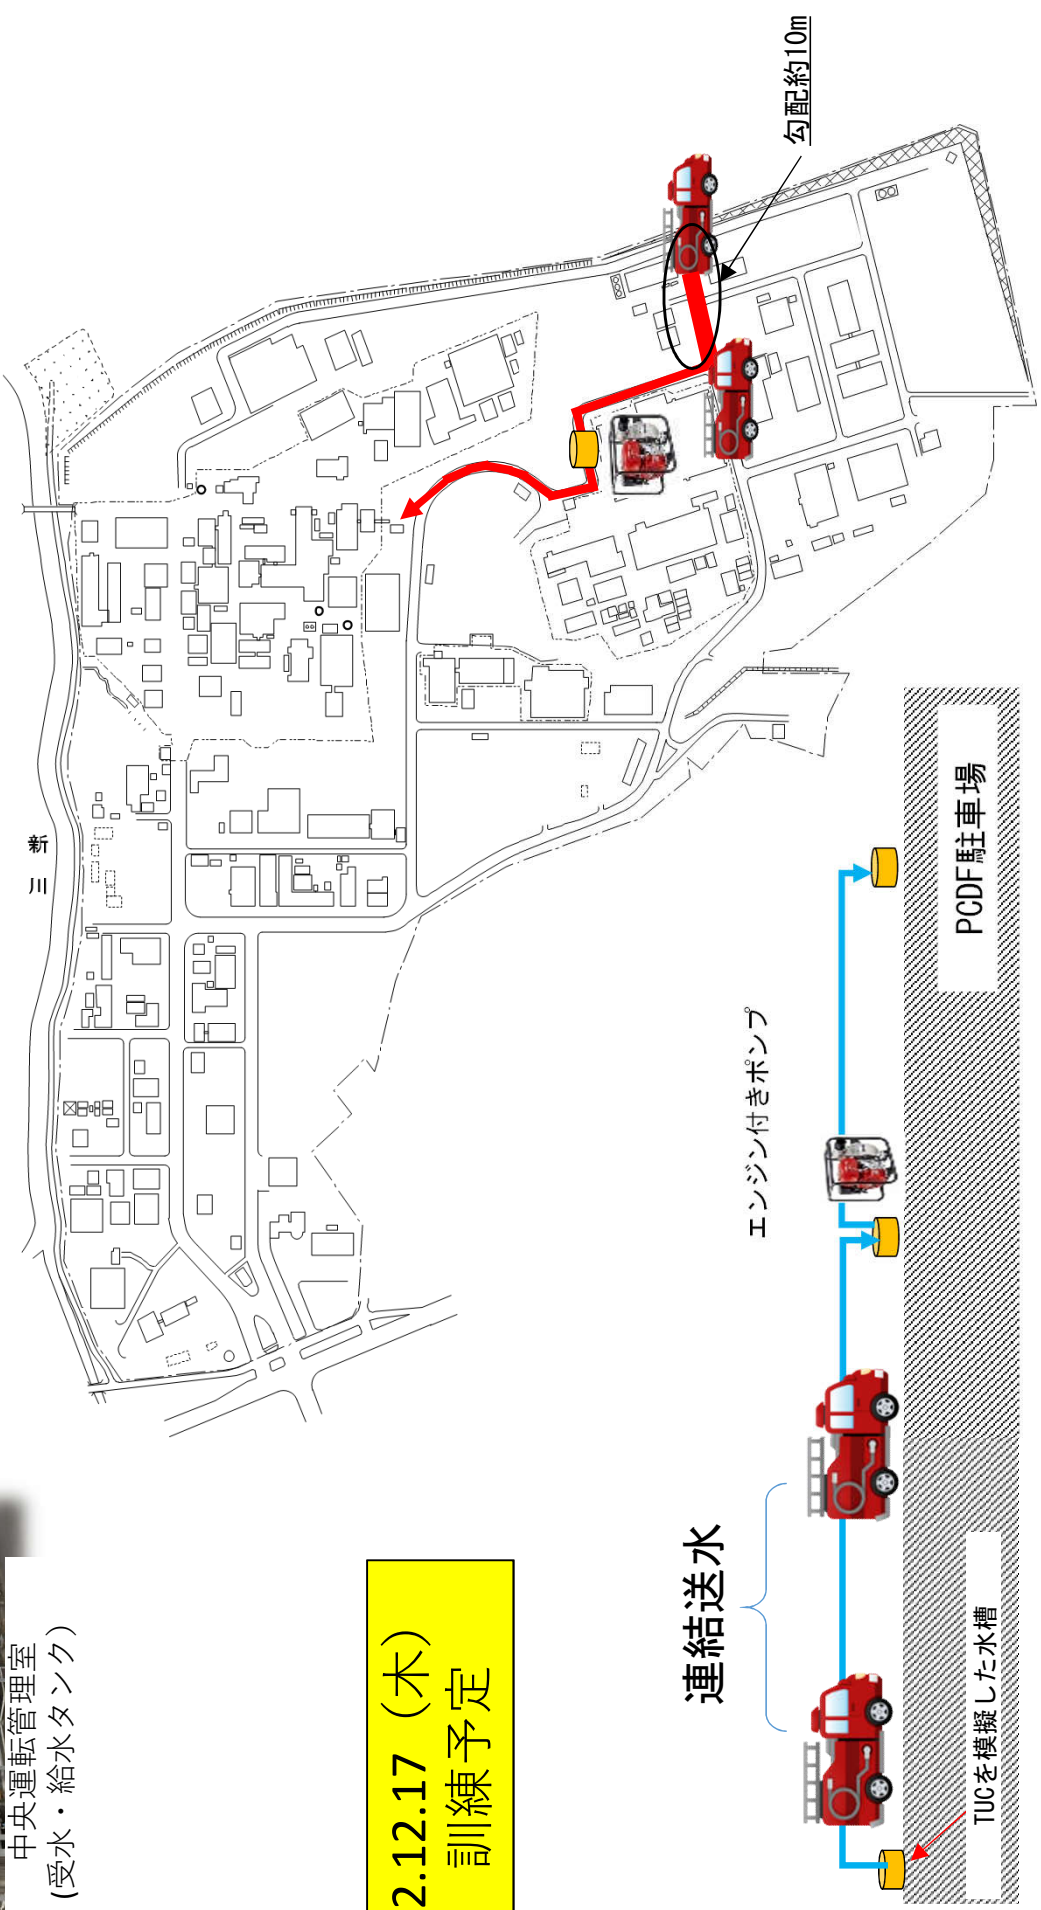 中央運転管理室
(受水・給水タンク)
2.12.17（木）
訓練予定
新川
勾配約10m
連結送水
エンジン付きポンプ
TUCを模擬した水槽
PCDF駐車場